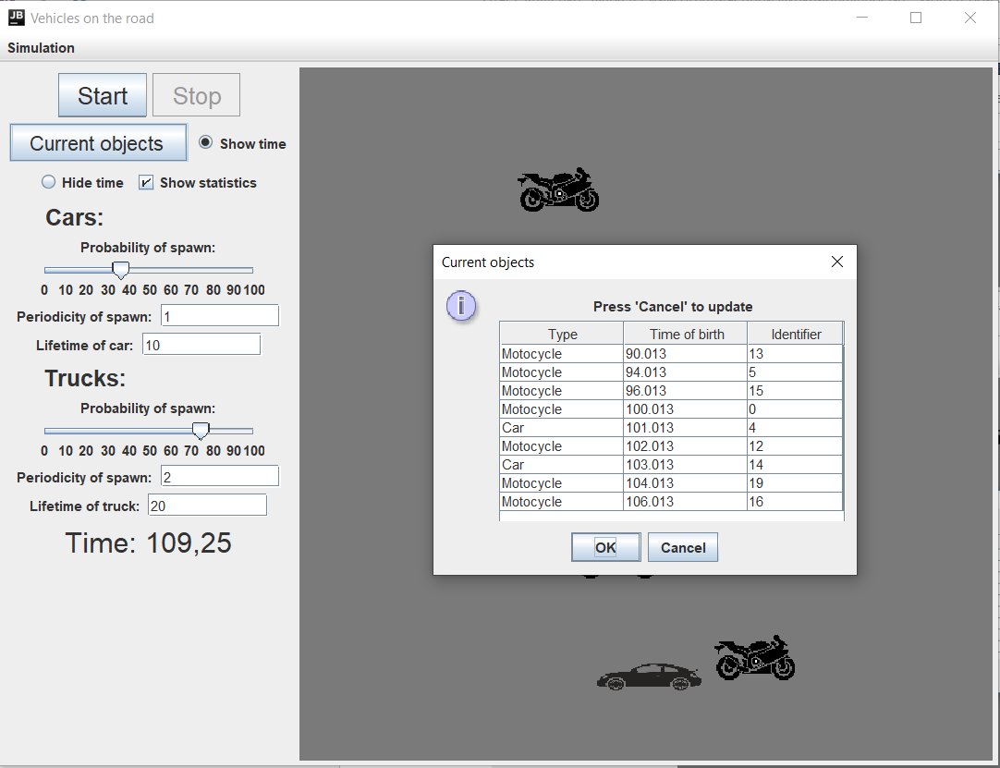 JB Vehicles on the road
Simulation
Start Stop
Current objects Show time
Hide time Show statistics
Cars:
Probability of spawn:
0 10 20 30 40 50 60 70 80 90 100
Periodicity of spawn: 1
Lifetime of car: 10
Trucks:
Probability of spawn:
0 10 20 30 40 50 60 70 80 90 100
Periodicity of spawn: 2
Lifetime of truck: 20
Time: 109,25
Current objects
i
Press 'Cancel' to update
Type Time of birth Identifier
Motocycle 90.013 13
Motocycle 94.013 5
Motocycle 96.013 15
Motocycle 100.013 0
Car 101.013 4
Motocycle 102.013 12
Car 103.013 14
Motocycle 104.013 19
Motocycle 106.013 16
OK Cancel